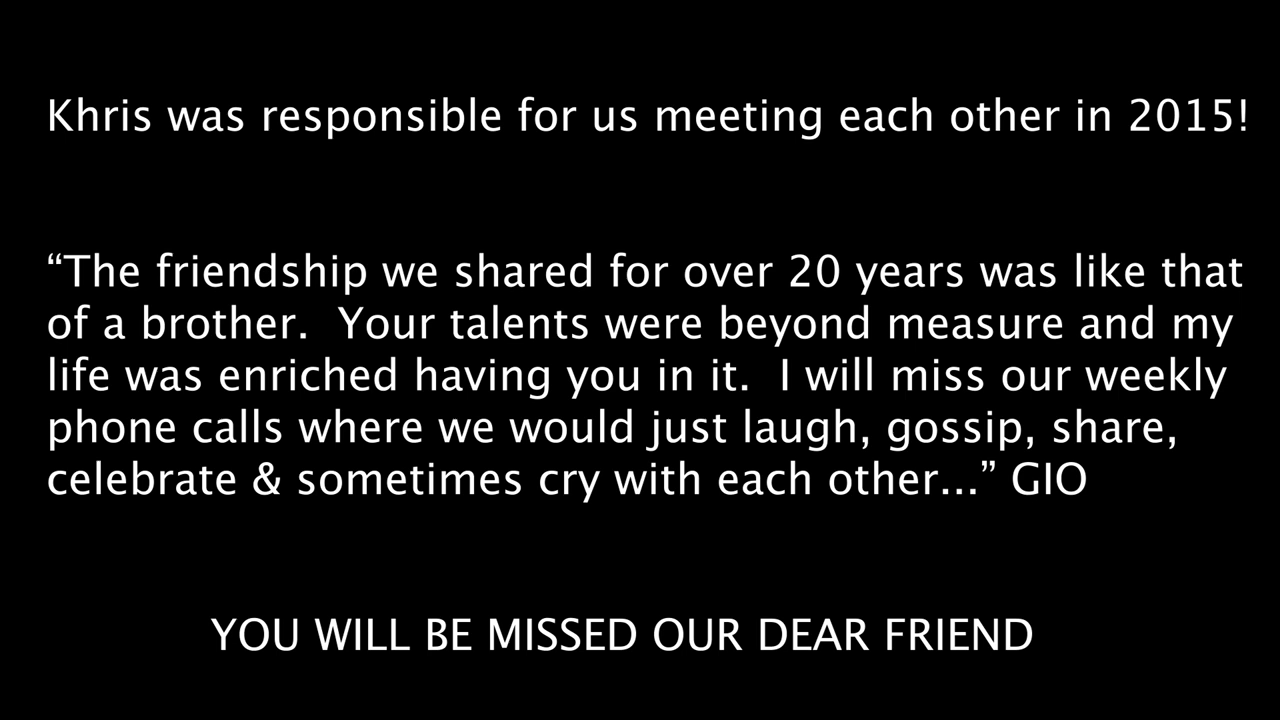 Khris was responsible for us meeting each other in 2015!
“The friendship we shared for over 20 years was like that
of a brother.  Your talents were beyond measure and my
life was enriched having you in it.  I will miss our weekly
phone calls where we would just laugh, gossip, share,
celebrate & sometimes cry with each other...” GIO
YOU WILL BE MISSED OUR DEAR FRIEND